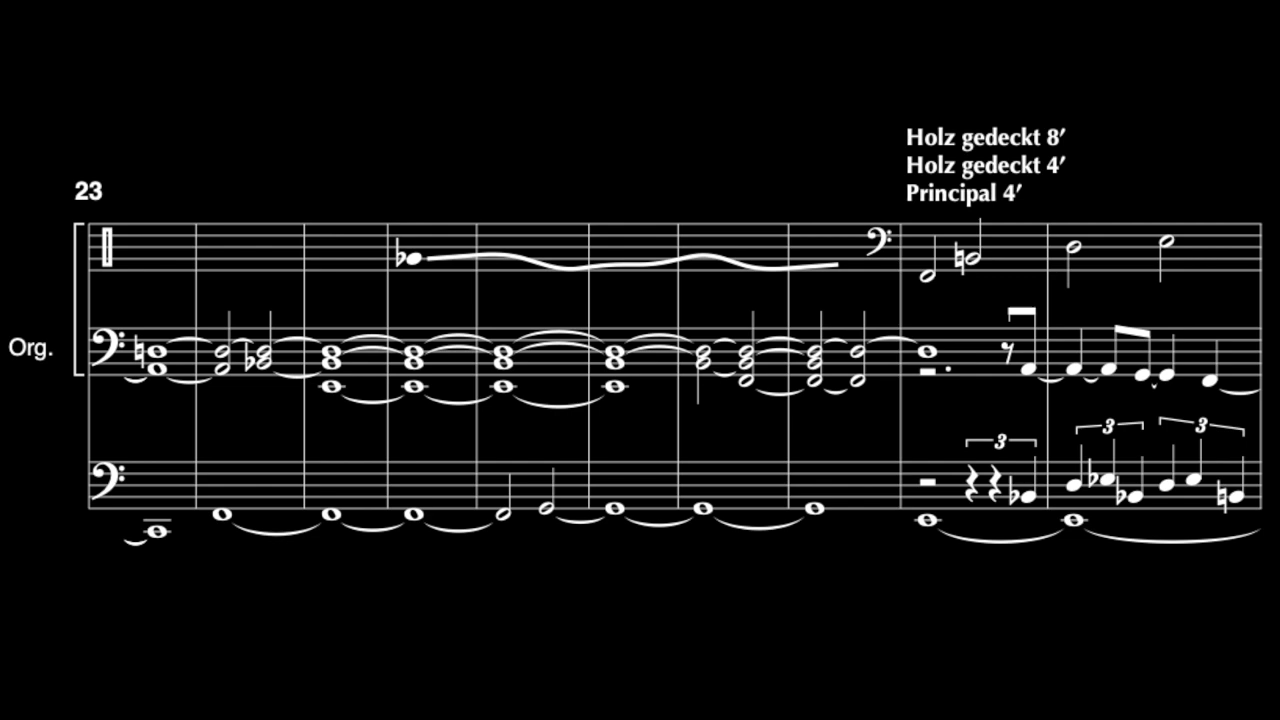 Holz gedeckt 8′
Holz gedeckt 4′
Principal 4′
23
Org.
3
3
3